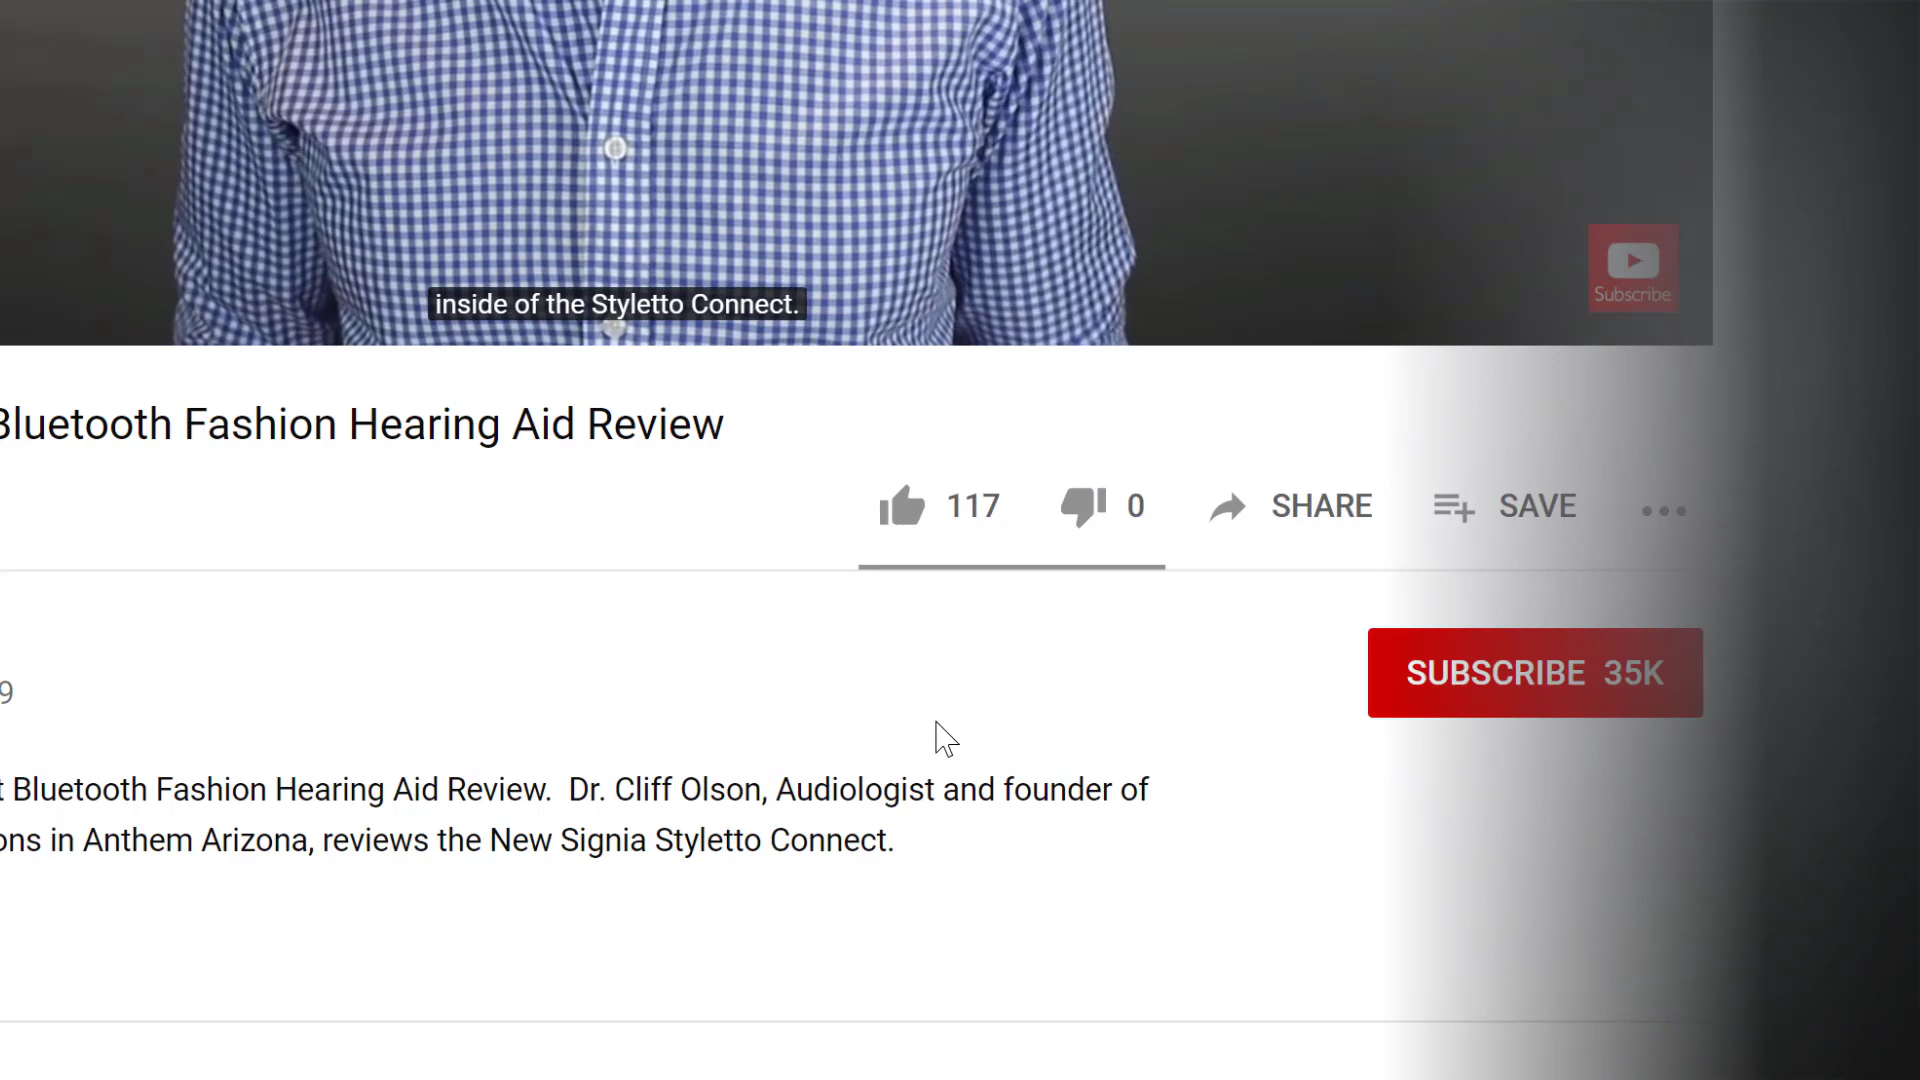 inside of the Styletto Connect.
Subscribe
Bluetooth Fashion Hearing Aid Review
117 0 SHARE SAVE
SUBSCRIBE 35K
9
Bluetooth Fashion Hearing Aid Review. Dr. Cliff Olson, Audiologist and founder of
ons in Anthem Arizona, reviews the New Signia Styletto Connect.